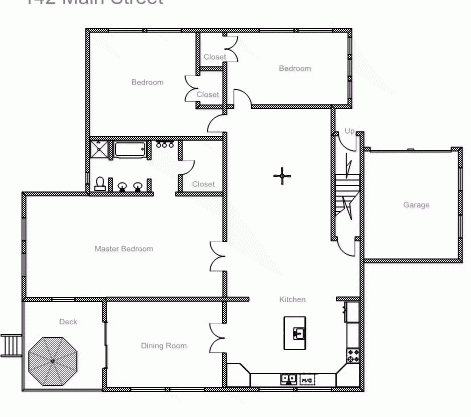 142 Main Street
Closet
Bedroom
Bedroom
Closet
Up
Closet
Garage
Master Bedroom
Kitchen
Deck
Dining Room